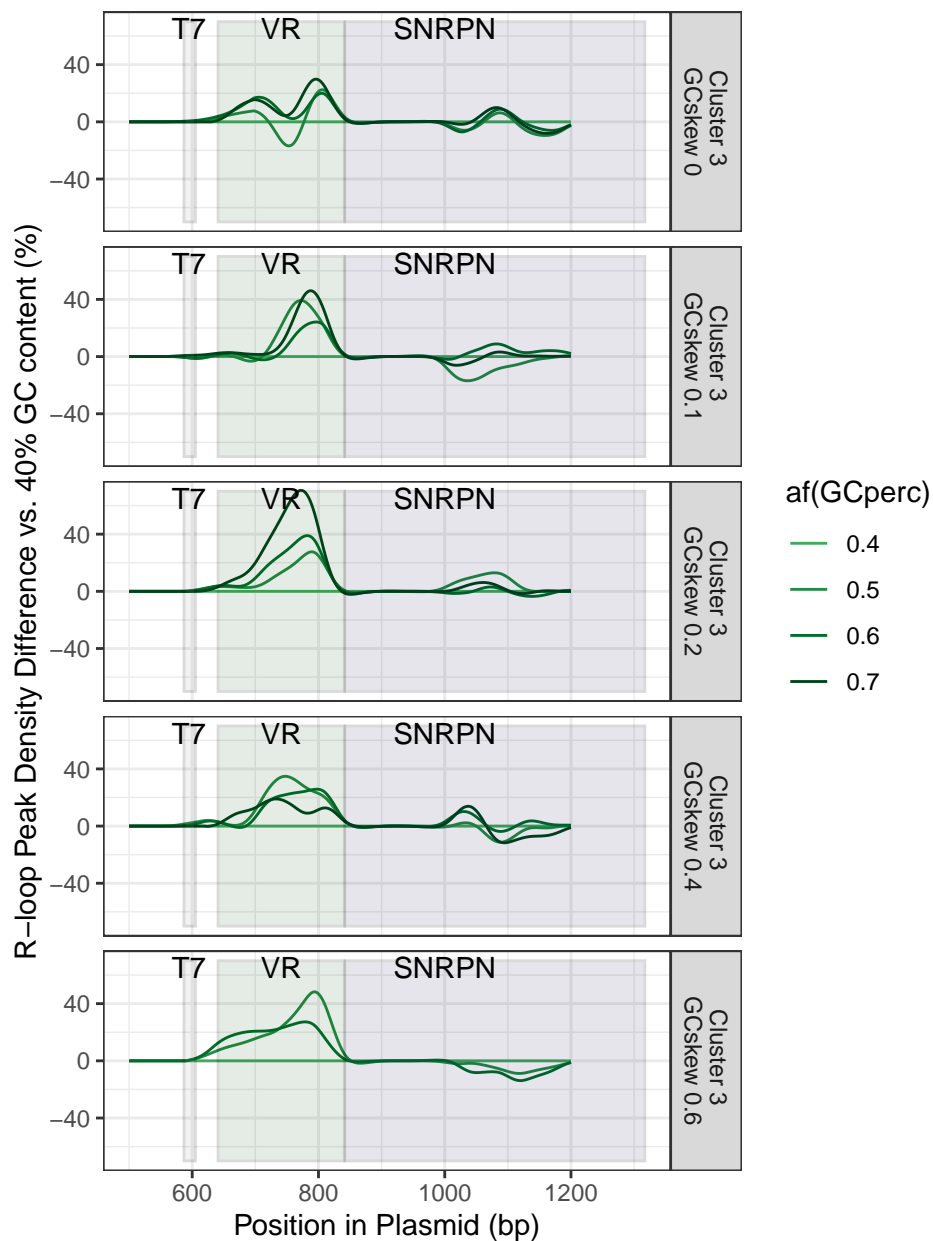 R−loop Peak Density Difference vs. 40% GC content (%)
T7 VR SNRPN
40
0
−40
Cluster 3
GCskew 0
T7 VR SNRPN
40
0
−40
Cluster 3
GCskew 0.1
T7 VR SNRPN
40
0
−40
Cluster 3
GCskew 0.2
T7 VR SNRPN
40
0
−40
Cluster 3
GCskew 0.4
T7 VR SNRPN
40
0
−40
Cluster 3
GCskew 0.6
600 800 1000 1200
Position in Plasmid (bp)
af(GCperc)
0.4
0.5
0.6
0.7